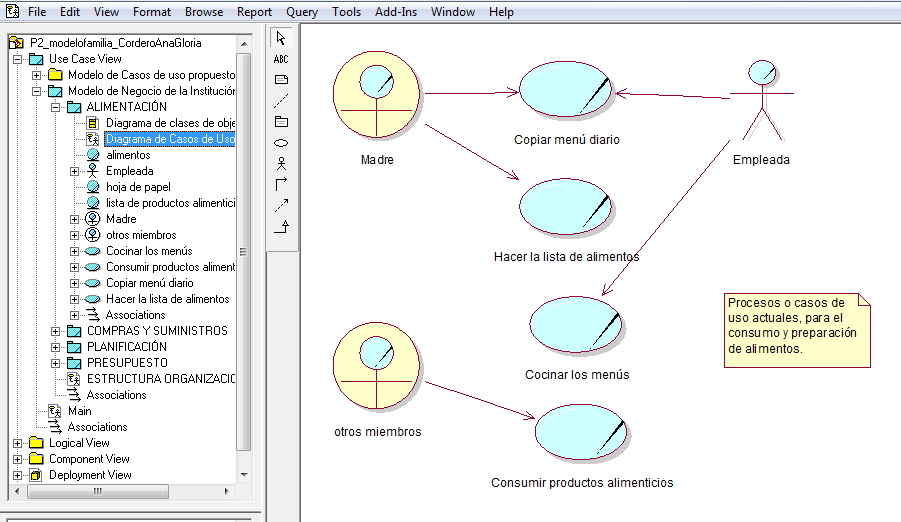 File Edit View Format Browse Report Query Tools Add-Ins Window Help
P2_modelofamilia_CorderoAnaGloria
Use Case View
Modelo de Casos de uso propuesto
Modelo de Negocio de la Institución
ALIMENTACIÓN
Diagrama de clases de obje
Diagrama de Casos de Uso
alimentos
Empleada
hoja de papel
lista de productos alimentici
Madre
otros miembros
Cocinar los menús
Consumir productos aliment
Copiar menú diario
Hacer la lista de alimentos
Associations
COMPRAS Y SUMINISTROS
PLANIFICACIÓN
PRESUPUESTO
ESTRUCTURA ORGANIZACIO
Associations
Main
Associations
Logical View
Component View
Deployment View
ABC
Madre
Copiar menú diario
Empleada
Hacer la lista de alimentos
Procesos o casos de
uso actuales, para el
consumo y preparación
de alimentos.
Cocinar los menús
otros miembros
Consumir productos alimenticios